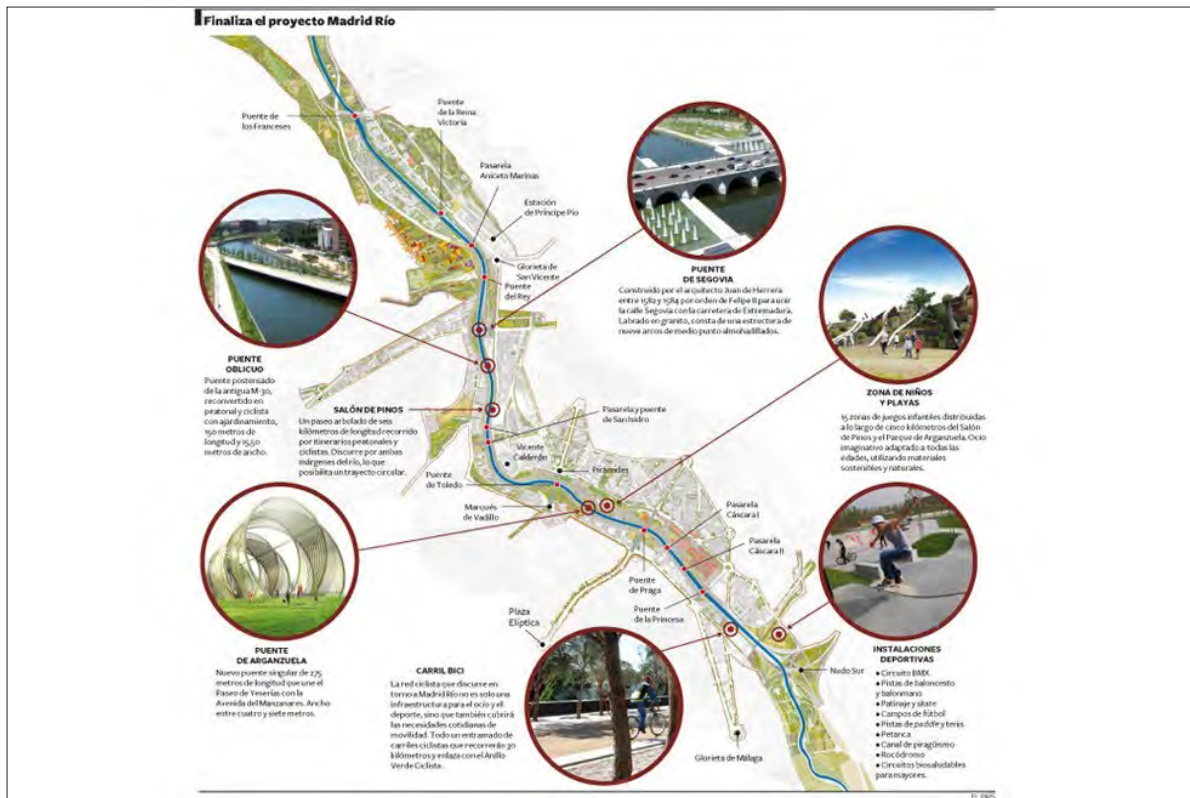 Finaliza el proyecto Madrid Río
Puente de
los Franceses
Puente
de la Reina
Victoria
Pasarela
Aniceto Marinas
Estación
de Príncipe Pío
Glorieta de
San Vicente
Puente
del Rey
PUENTE
DE SEGOVIA
Construido por el arquitecto Juan de Herrera
entre 1582 y 1584 por orden de Felipe II para unir
la calle Segovia con la carretera de Extremadura.
Labrado en granito, consta de una estructura de
nueve arcos de medio punto almohadillados.
PUENTE
OBLICUO
Puente postensado
de la antigua M-30,
reconvertido en
peatonal y ciclista
con ajardinamiento,
150 metros de
longitud y 15,50
metros de ancho.
SALÓN DE PINOS
Un paseo arbolado de seis
kilómetros de longitud recorrido
por itinerarios peatonales y
ciclistas. Discurre por ambas
márgenes del río, lo que
posibilita un trayecto circular.
ZONA DE NIÑOS
Y PLAYAS
15 zonas de juegos infantiles distribuidas
a lo largo de cinco kilómetros del Salón
de Pinos y el Parque de Arganzuela. Ocio
imaginativo adaptado a todas las
edades, utilizando materiales
sostenibles y naturales.
Pasarela y puente
de San Isidro
Vicente
Calderón
Pirámides
Puente
de Toledo
Marqués
de Vadillo
Pasarela
Cáscara I
Pasarela
Cáscara II
Puente
de Praga
Puente
de la Princesa
Plaza
Elíptica
PUENTE
DE ARGANZUELA
Nuevo puente singular de 275
metros de longitud que une el
Paseo de Yeserías con la
Avenida del Manzanares. Ancho
entre cuatro y siete metros.
CARRIL BICI
La red ciclista que discurre en
torno a Madrid Río no es solo una
infraestructura para el ocio y el
deporte, sino que también cubrirá
las necesidades cotidianas de
movilidad. Todo un entramado de
carriles ciclistas que recorrerán 30
kilómetros y enlaza con el Anillo
Verde Ciclista.
Nudo Sur
Glorieta de Málaga
INSTALACIONES
DEPORTIVAS
• Circuito BMX
• Pistas de baloncesto
y balonmano
• Patinaje y skate
• Campos de fútbol
• Pistas de paddle y tenis
• Petanca
• Canal de piragüismo
• Rocódromo
• Circuitos biosaludables
para mayores.
EL PAÍS